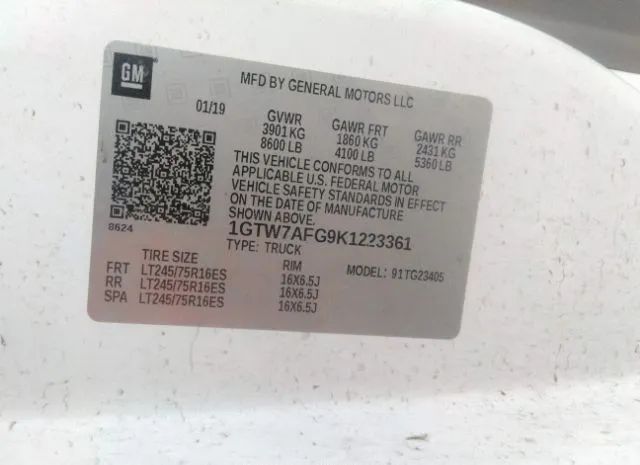 GM
MFD BY GENERAL MOTORS LLC
01/19
GVWR GAWR FRT GAWR RR
3901 KG 1860 KG 2431 KG
8600 LB 4100 LB 5360 LB
THIS VEHICLE CONFORMS TO ALL
APPLICABLE U.S. FEDERAL MOTOR
VEHICLE SAFETY STANDARDS IN EFFECT
ON THE DATE OF MANUFACTURE
SHOWN ABOVE.
8624
1GTW7AFG9K1223361
TYPE: TRUCK
MODEL: 91TG23405
TIRE SIZE RIM
FRT LT245/75R16ES 16X6.5J
RR LT245/75R16ES 16X6.5J
SPA LT245/75R16ES 16X6.5J